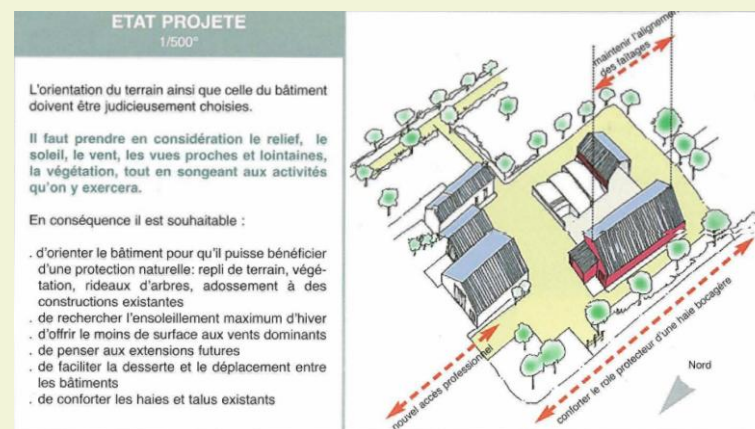 ETAT PROJETE
1/500°
L'orientation du terrain ainsi que celle du bâtiment
doivent être judicieusement choisies.
Il faut prendre en considération le relief, le
soleil, le vent, les vues proches et lointaines,
la végétation, tout en songeant aux activités
qu'on y exercera.
En conséquence il est souhaitable :
. d'orienter le bâtiment pour qu'il puisse bénéficier
d'une protection naturelle: repli de terrain, végé-
tation, rideaux d'arbres, adossement à des
constructions existantes
. de rechercher l'ensoleillement maximum d'hiver
. d'offrir le moins de surface aux vents dominants
. de penser aux extensions futures
. de faciliter la desserte et le déplacement entre
les bâtiments
. de conforter les haies et talus existants
maintenir l'alignement
des faîtages
nouvel accès professionnel
conforter le role protecteur d'une haie bocagère
Nord